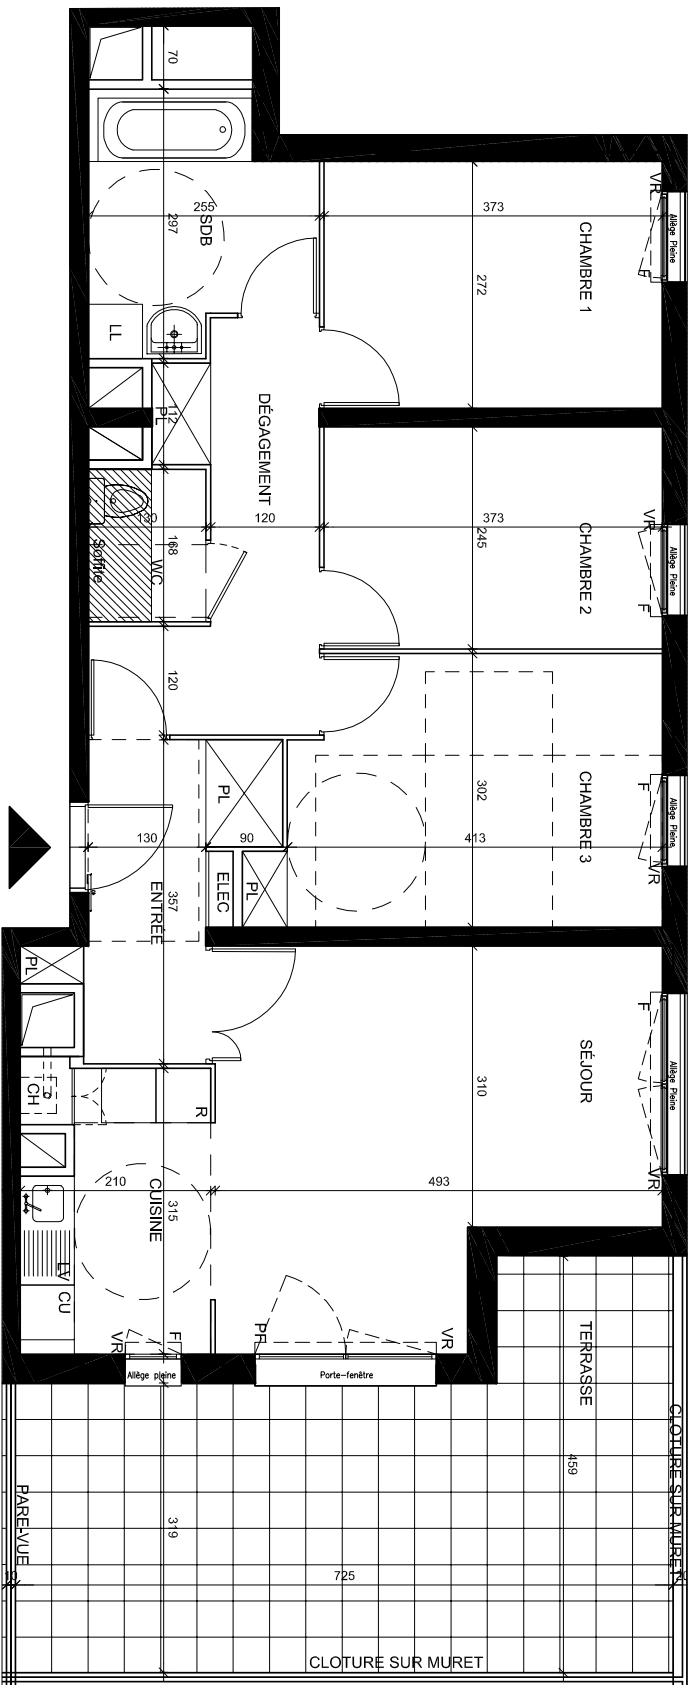 70
255
297
SDB
373
CHAMBRE 1
272
VR
F
Allège Pleine
LL
PL
112
DÉGAGEMENT
130
168
WC
Soffite
120
373
245
CHAMBRE 2
VR
F
Allège Pleine
120
PL
302
CHAMBRE 3
F
VR
Allège Pleine
130
90
413
ELEC
PL
357
ENTRÉE
PL
F
SÉJOUR
310
Allège Pleine
VR
CH
R
210
CUISINE
315
493
LV
CU
VR
F
PF
VR
Allège pleine
Porte-fenêtre
TERRASSE
459
CLOTURE SUR MURET
PARE-VUE
319
10
725
20
CLOTURE SUR MURET